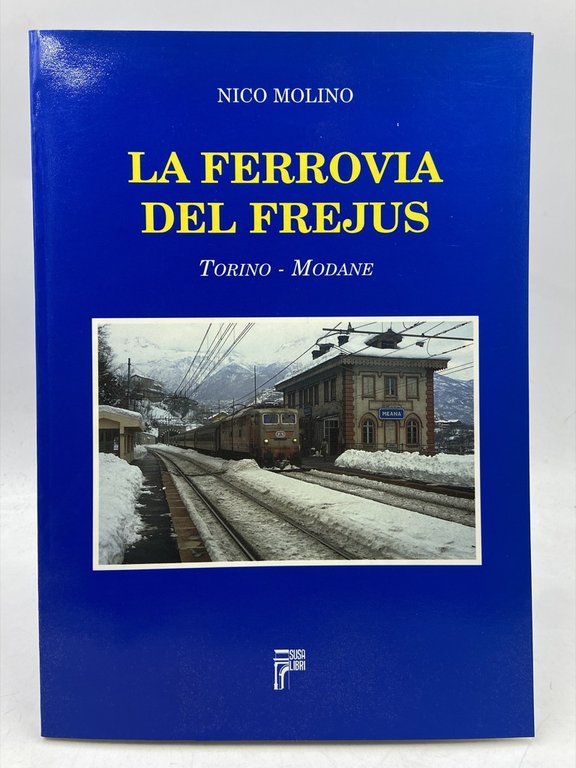 NICO MOLINO
LA FERROVIA
DEL FREJUS
TORINO - MODANE
MEANA
SUSA
LIBRI